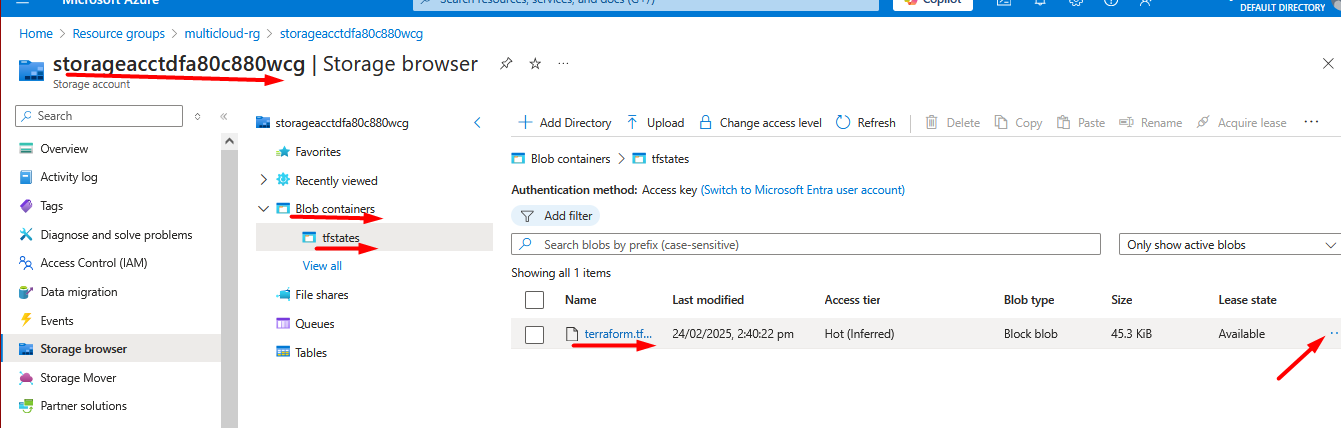 Microsoft Azure
Search resources, services, and docs (G+/)
Copilot
DEFAULT DIRECTORY
Home > Resource groups > multicloud-rg > storageacctdfa80c880wcg
storageacctdfa80c880wcg | Storage browser
Storage account
Search
Overview
Activity log
Tags
Diagnose and solve problems
Access Control (IAM)
Data migration
Events
Storage browser
Storage Mover
Partner solutions
storageacctdfa80c880wcg
Favorites
Recently viewed
Blob containers
tfstates
View all
File shares
Queues
Tables
Add Directory Upload Change access level Refresh Delete Copy Paste Rename Acquire lease
Blob containers > tfstates
Authentication method: Access key (Switch to Microsoft Entra user account)
Add filter
Search blobs by prefix (case-sensitive)
Only show active blobs
Showing all 1 items
Name Last modified Access tier Blob type Size Lease state
terraform.tf... 24/02/2025, 2:40:22 pm Hot (Inferred) Block blob 45.3 KiB Available